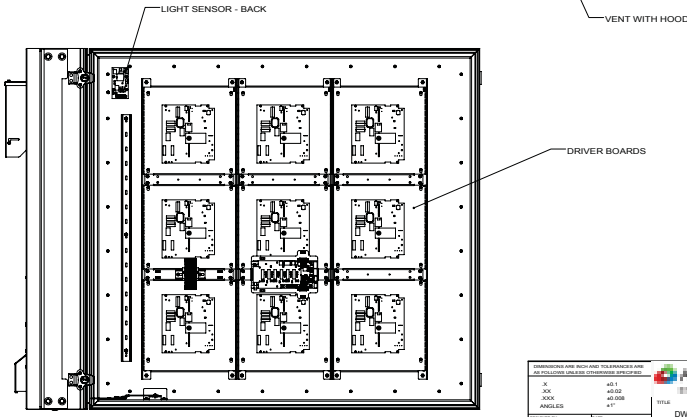 LIGHT SENSOR - BACK
VENT WITH HOOD
DRIVER BOARDS
DIMENSIONS ARE INCH AND TOLERANCES ARE
AS FOLLOWS UNLESS OTHERWISE SPECIFIED
.X ±0.1
.XX ±0.02
.XXX ±0.008
ANGLES ±1°
TITLE